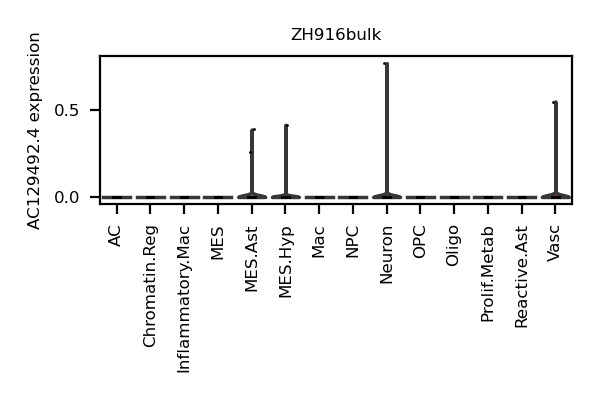 ZH916bulk
AC129492.4 expression
0.5
0.0
AC
Chromatin.Reg
Inflammatory.Mac
MES
MES.Ast
MES.Hyp
Mac
NPC
Neuron
OPC
Oligo
Prolif.Metab
Reactive.Ast
Vasc